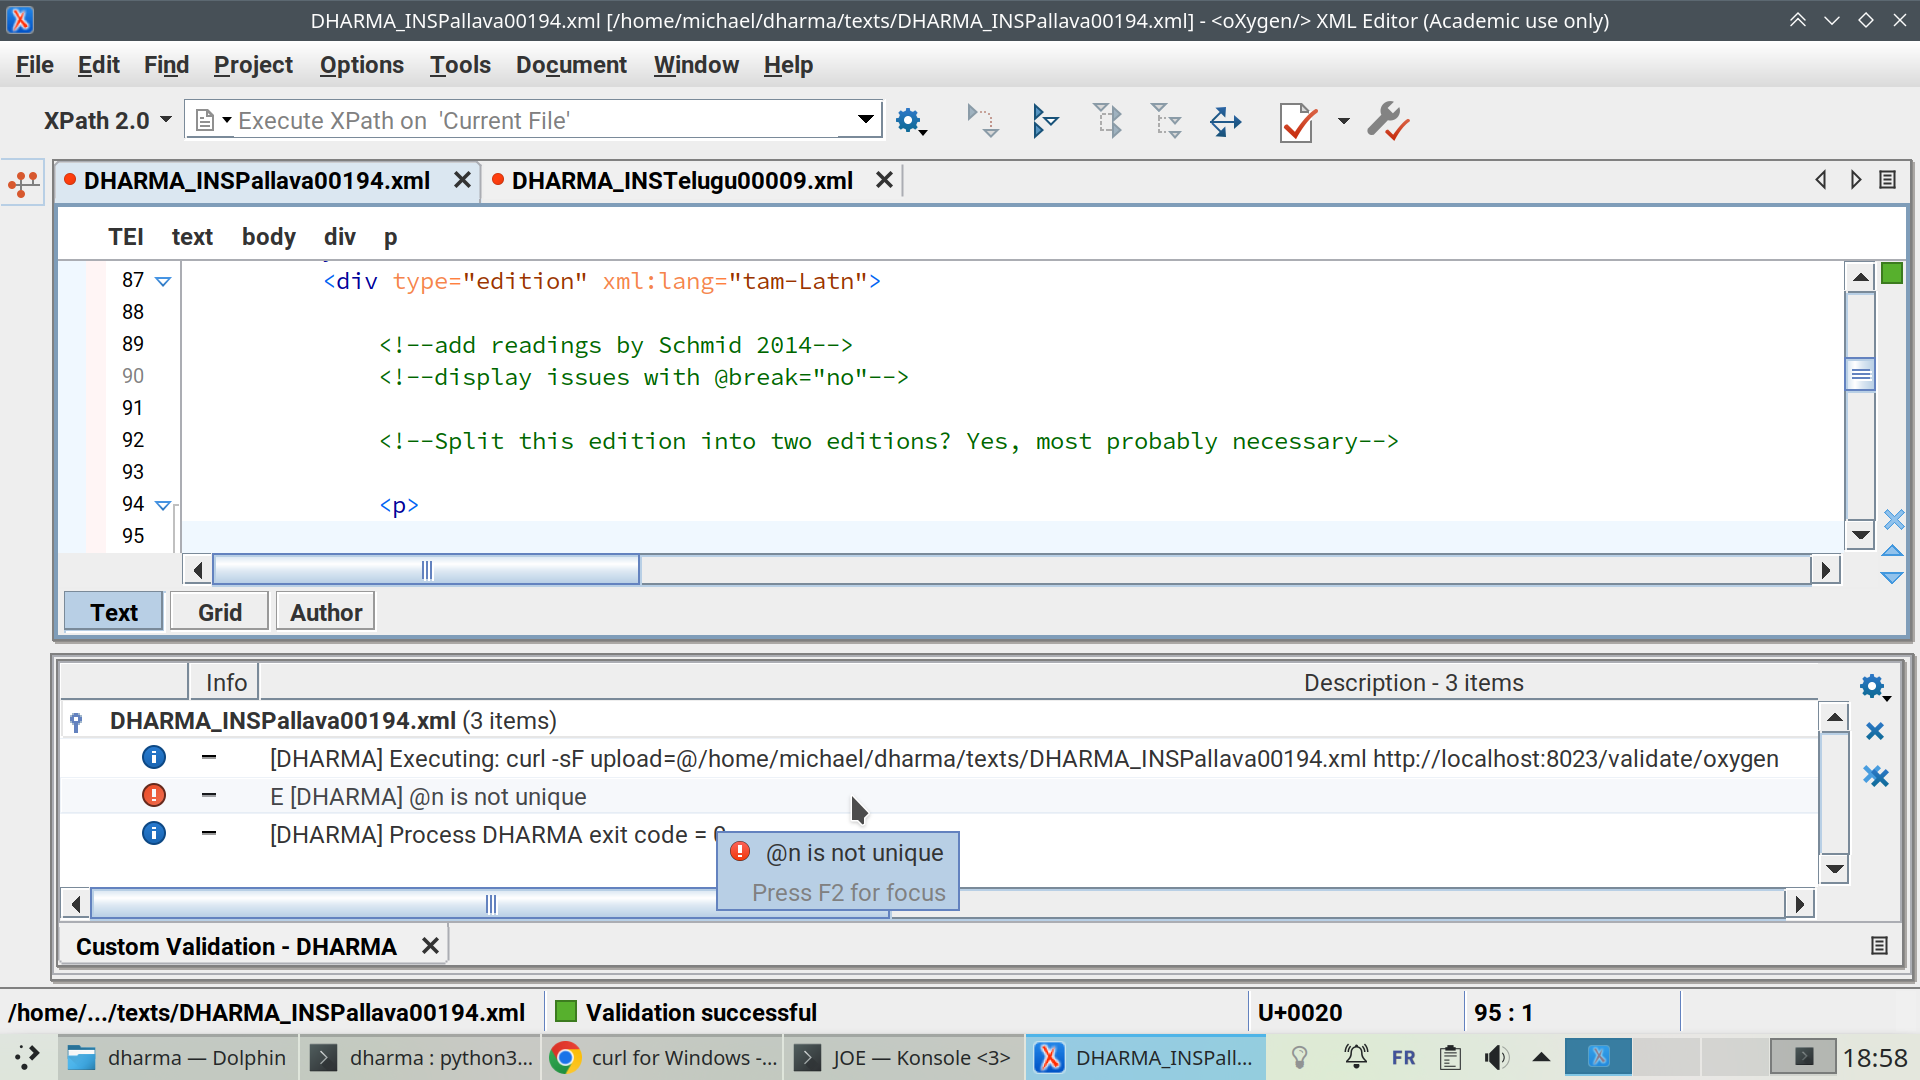 DHARMA_INSPallava00194.xml [/home/michael/dharma/texts/DHARMA_INSPallava00194.xml] - <oXygen/> XML Editor (Academic use only)
File Edit Find Project Options Tools Document Window Help
XPath 2.0 Execute XPath on 'Current File'
DHARMA_INSPallava00194.xml DHARMA_INSTelugu00009.xml
TEI text body div p
87 <div type="edition" xml:lang="tam-Latn">
88
89 <!--add readings by Schmid 2014-->
90 <!--display issues with @break="no"-->
91
92 <!--Split this edition into two editions? Yes, most probably necessary-->
93
94 <p>
95
Text Grid Author
Info Description - 3 items
DHARMA_INSPallava00194.xml (3 items)
[DHARMA] Executing: curl -sF upload=@/home/michael/dharma/texts/DHARMA_INSPallava00194.xml http://localhost:8023/validate/oxygen
E [DHARMA] @n is not unique
[DHARMA] Process DHARMA exit code =
@n is not unique
Press F2 for focus
Custom Validation - DHARMA
/home/.../texts/DHARMA_INSPallava00194.xml Validation successful U+0020 95 : 1
dharma — Dolphin dharma : python3... curl for Windows -... JOE — Konsole <3> DHARMA_INSPall... FR 18:58